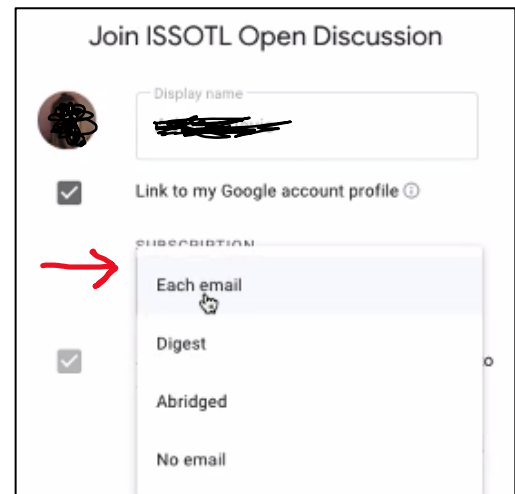 Join ISSOTL Open Discussion
Display name
Link to my Google account profile
SUBSCRIPTION
Each email
Digest
Abridged
No email